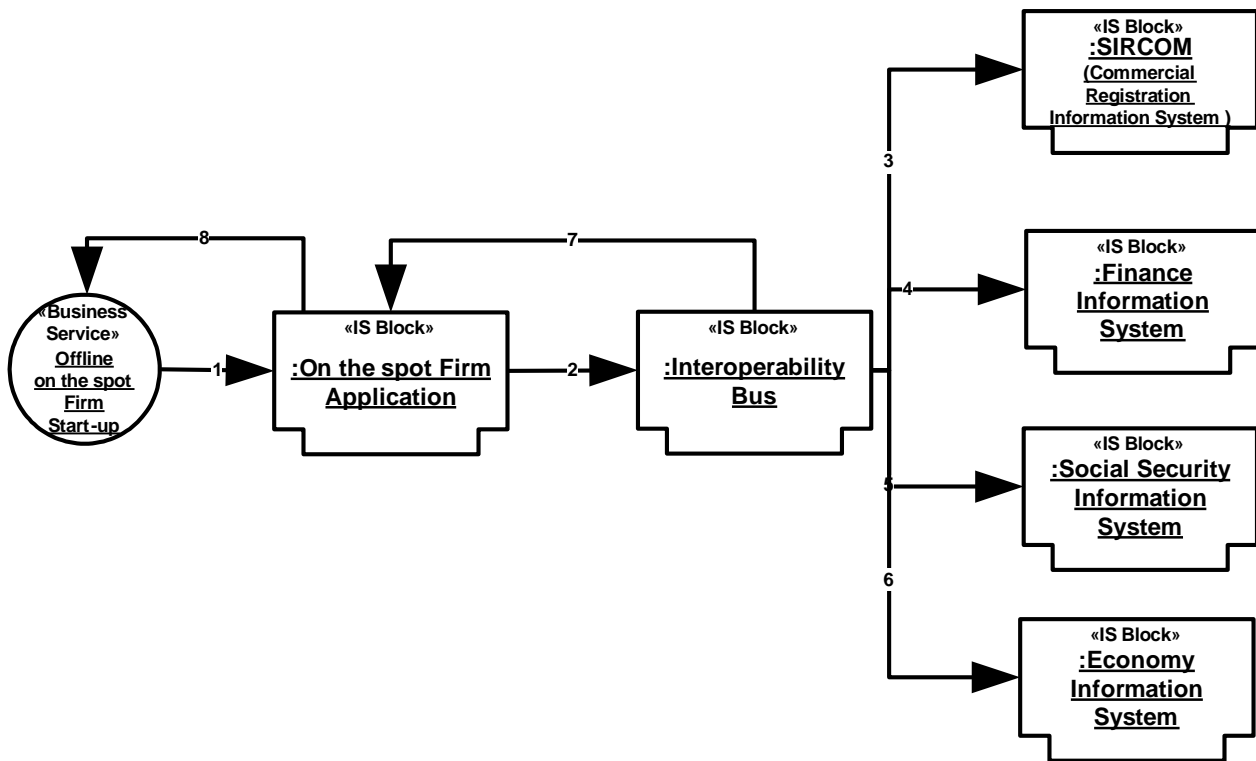 «IS Block»
:SIRCOM
(Commercial
Registration
Information System )
3
8
7
«IS Block»
:Finance
Information
System
4
«Business
Service»
Offline
on the spot
Firm
Start-up
1
«IS Block»
:On the spot Firm
Application
2
«IS Block»
:Interoperability
Bus
«IS Block»
:Social Security
Information
System
5
6
«IS Block»
:Economy
Information
System